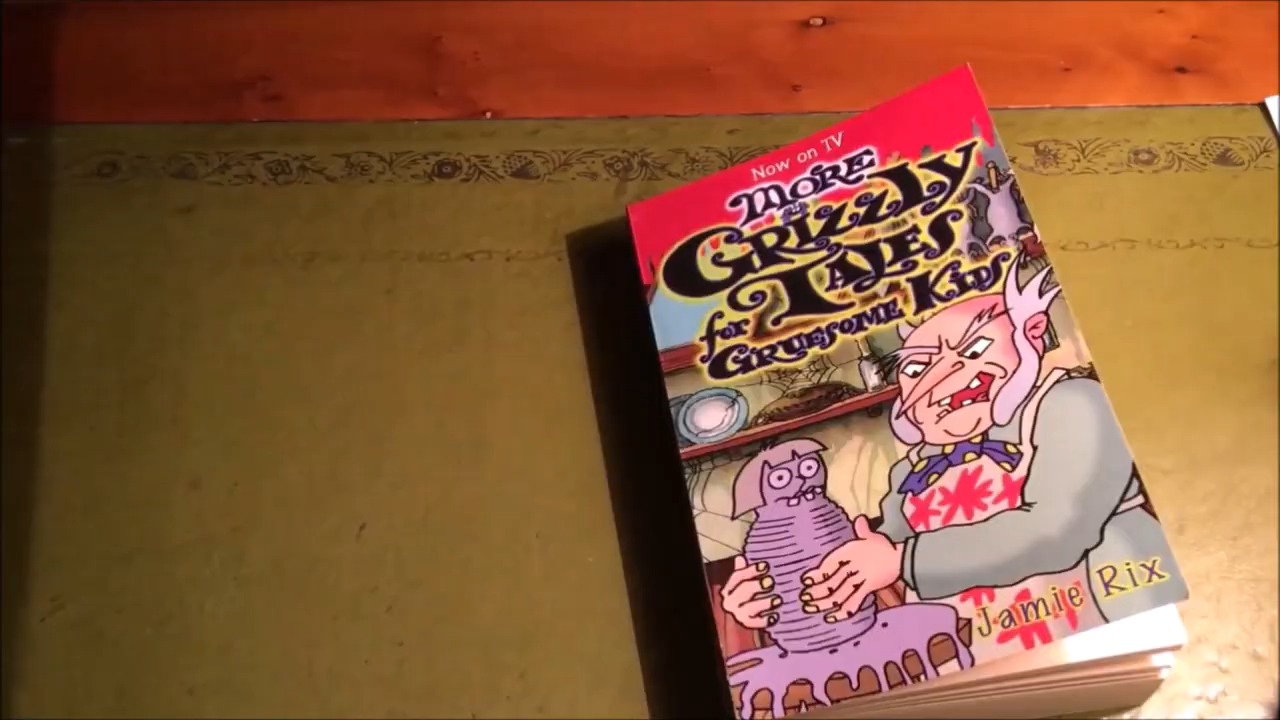 Now on TV
MORE
GRIZZLY
TALES
for
GRUESOME KIDS
Jamie Rix